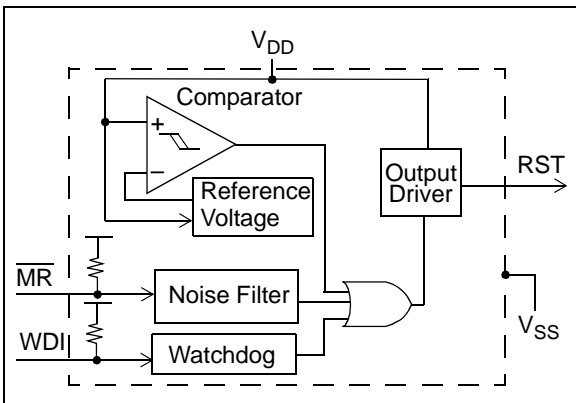 VDD
Comparator
+
−
Reference
Voltage
Output
Driver
RST
MR
Noise Filter
WDI
Watchdog
VSS